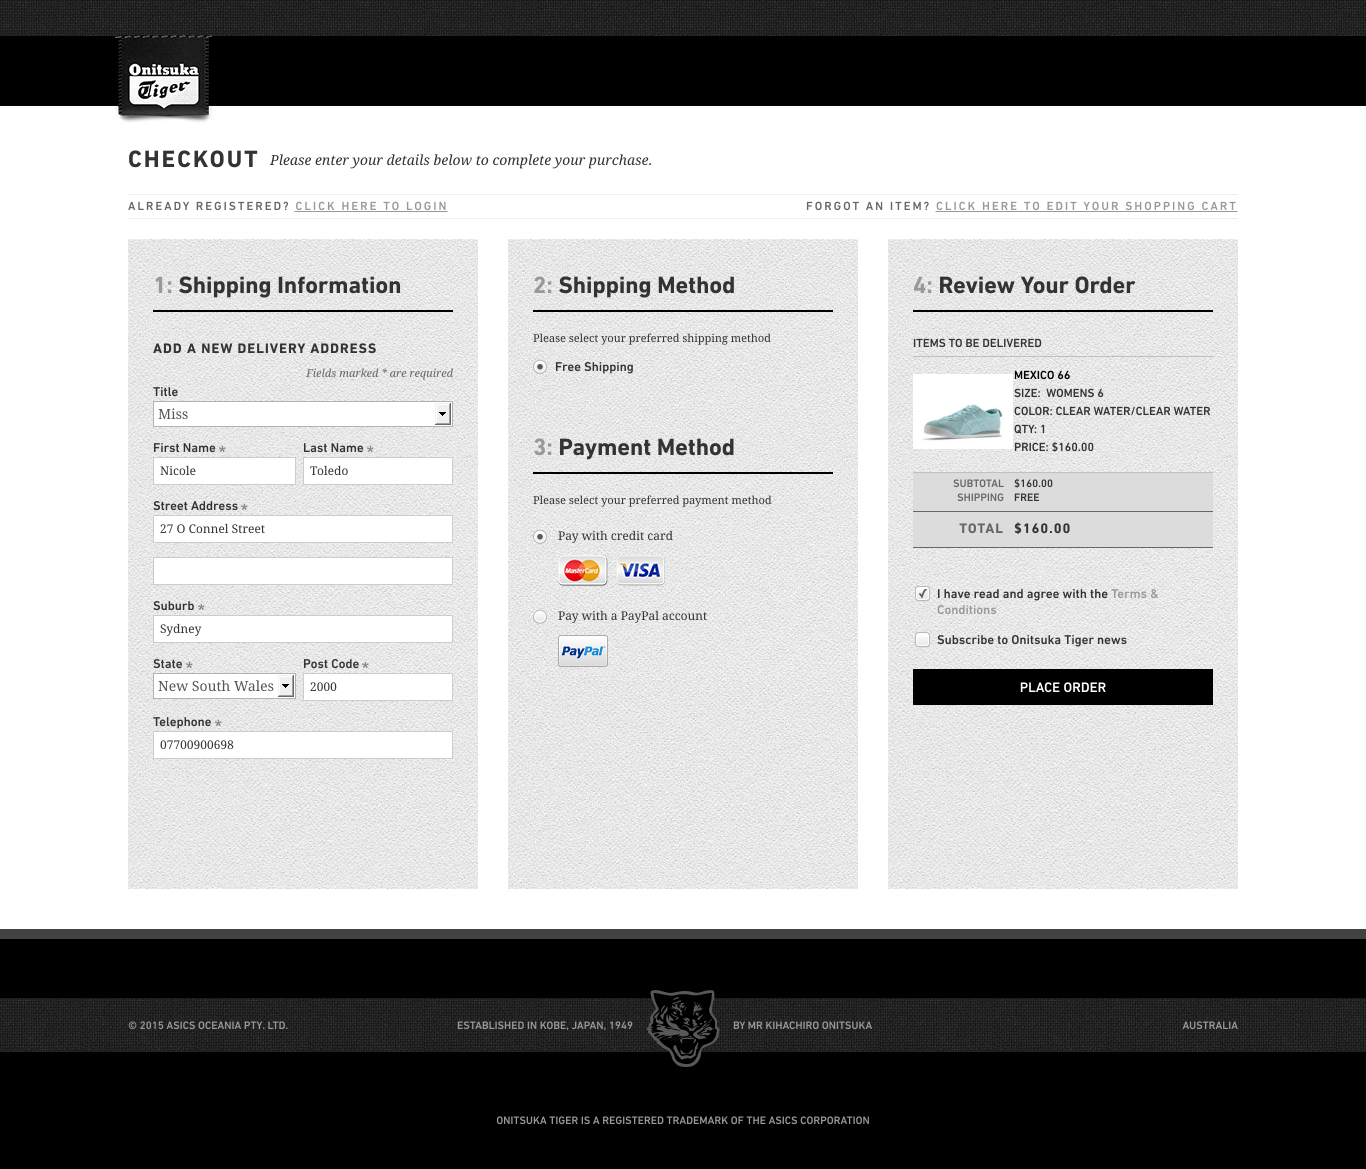 Onitsuka
Tiger
CHECKOUT Please enter your details below to complete your purchase.
ALREADY REGISTERED? CLICK HERE TO LOGIN
FORGOT AN ITEM? CLICK HERE TO EDIT YOUR SHOPPING CART
1: Shipping Information
ADD A NEW DELIVERY ADDRESS
Fields marked * are required
Title
Miss
First Name * Last Name *
Nicole Toledo
Street Address *
27 O Connel Street
Suburb *
Sydney
State * Post Code *
New South Wales 2000
Telephone *
07700900698
2: Shipping Method
Please select your preferred shipping method
Free Shipping
3: Payment Method
Please select your preferred payment method
Pay with credit card
MasterCard VISA
Pay with a PayPal account
PayPal
4: Review Your Order
ITEMS TO BE DELIVERED
MEXICO 66
SIZE: WOMENS 6
COLOR: CLEAR WATER/CLEAR WATER
QTY: 1
PRICE: $160.00
SUBTOTAL $160.00
SHIPPING FREE
TOTAL $160.00
I have read and agree with the Terms &
Conditions
Subscribe to Onitsuka Tiger news
PLACE ORDER
© 2015 ASICS OCEANIA PTY. LTD.
ESTABLISHED IN KOBE, JAPAN, 1949
BY MR KIHACHIRO ONITSUKA
AUSTRALIA
ONITSUKA TIGER IS A REGISTERED TRADEMARK OF THE ASICS CORPORATION